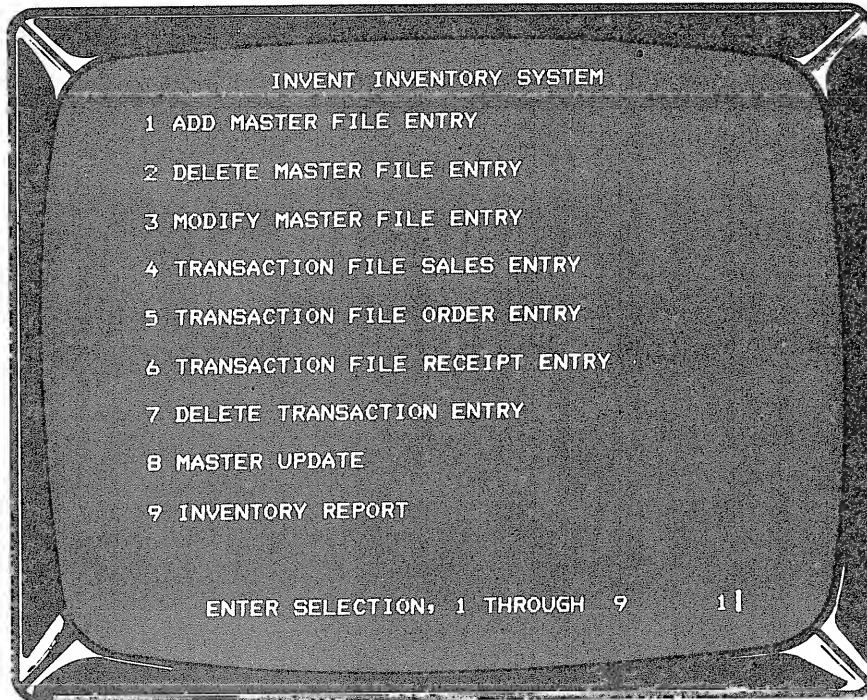 INVENT INVENTORY SYSTEM
1 ADD MASTER FILE ENTRY
2 DELETE MASTER FILE ENTRY
3 MODIFY MASTER FILE ENTRY
4 TRANSACTION FILE SALES ENTRY
5 TRANSACTION FILE ORDER ENTRY
6 TRANSACTION FILE RECEIPT ENTRY
7 DELETE TRANSACTION ENTRY
8 MASTER UPDATE
9 INVENTORY REPORT
ENTER SELECTION, 1 THROUGH 9 1